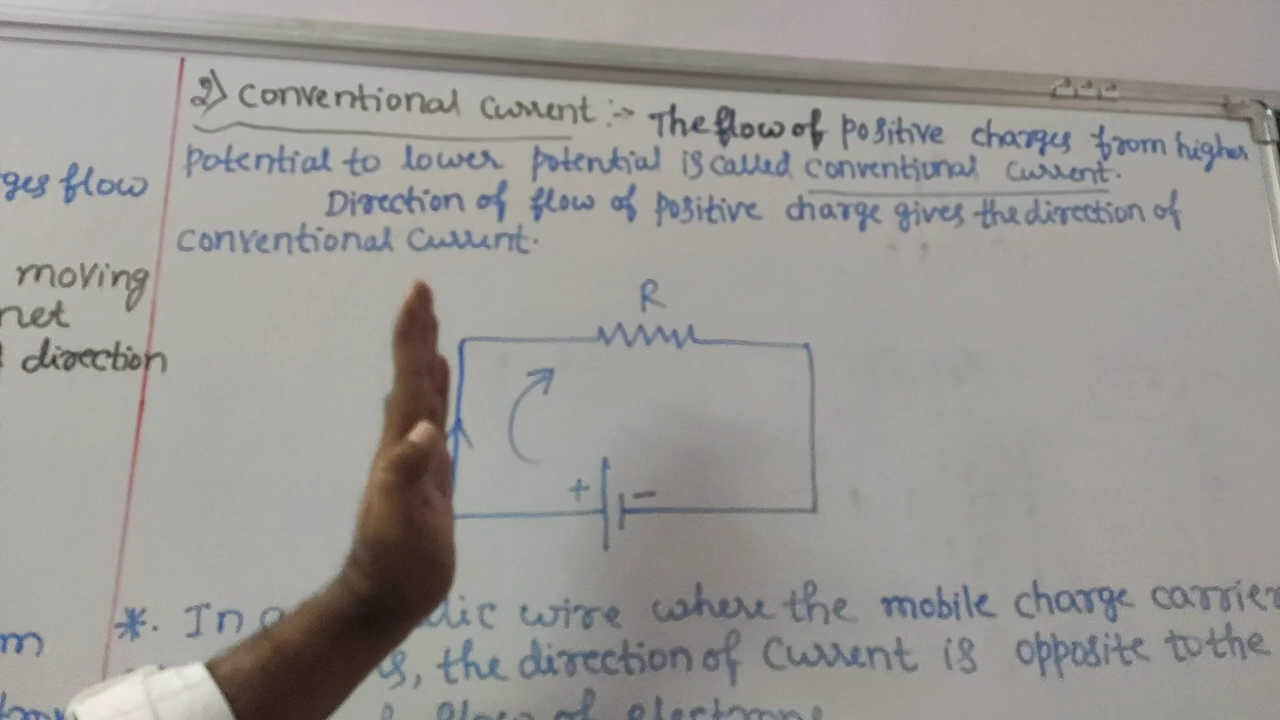 2) Conventional Current :-> The flow of positive charges from higher
potential to lower potential is called conventional current.
Direction of flow of positive charge gives the direction of
conventional current.
ges flow
moving
net
direction
R
+ -
*. In wire where the mobile charge carrier
m
, the direction of current is opposite to the
of